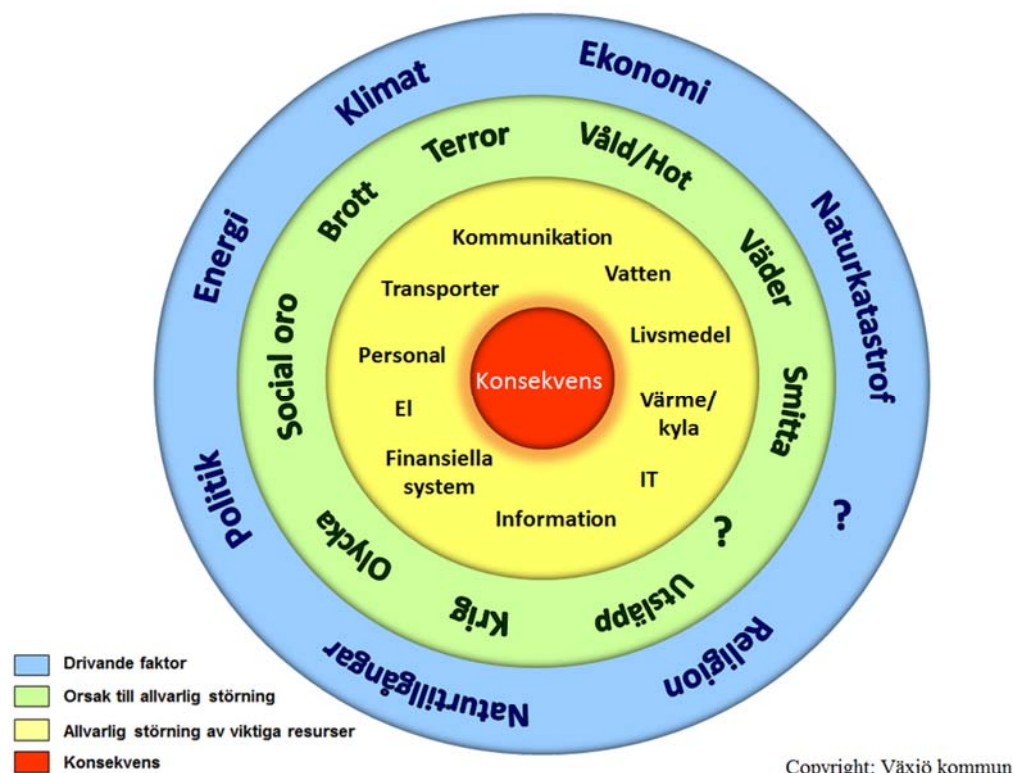 Klimat
Ekonomi
Naturkatastrof
?
Religion
Naturtillgångar
Politik
Energi
Terror
Våld/Hot
Väder
Smitta
?
Utsläpp
Krig
Olycka
Social oro
Brott
Kommunikation
Vatten
Transporter
Livsmedel
Personal
Värme/
kyla
El
Finansiella
system
IT
Information
Konsekvens
Drivande faktor
Orsak till allvarlig störning
Allvarlig störning av viktiga resurser
Konsekvens
Copyright: Växjö kommun